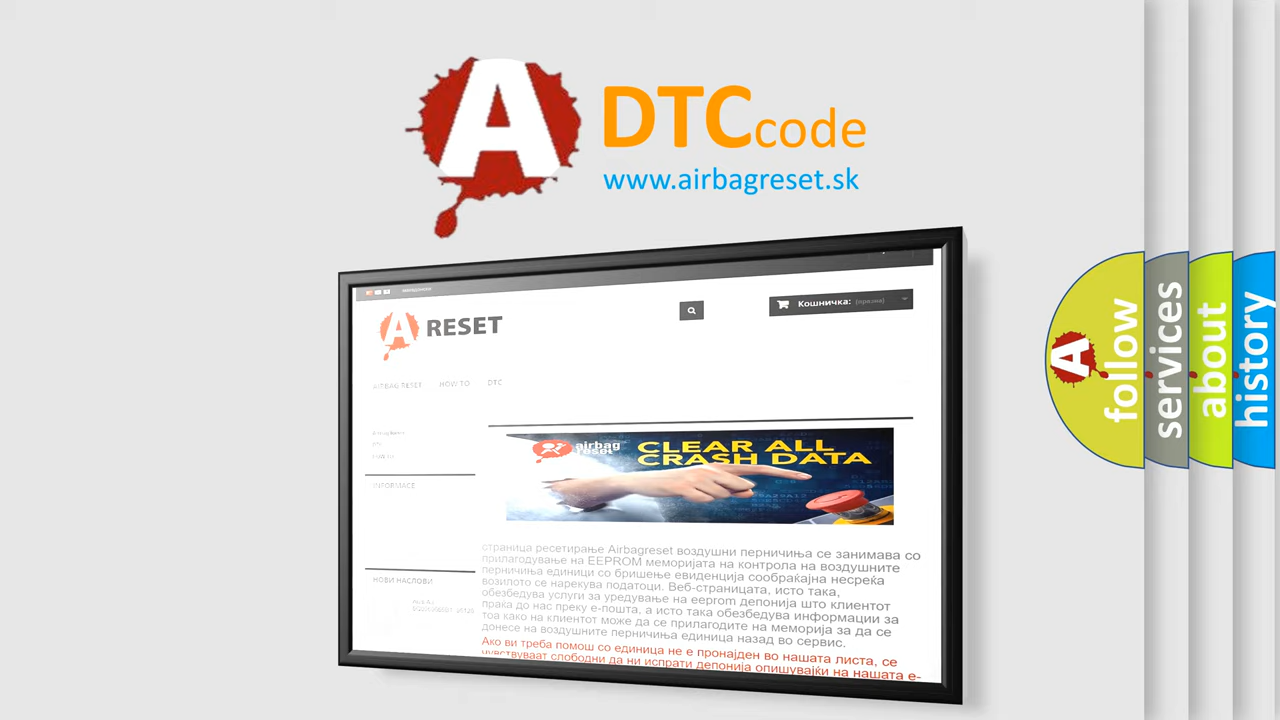 A DTCcode
www.airbagreset.sk
A RESET
Кошничка: (празна)
AIRBAG RESET HOW TO DTC
INFORMACE
airbag reset
CLEAR ALL
CRASH DATA
страница ресетирање Airbagreset воздушни перничиња се занимава со
прилагодување на EEPROM меморијата на контрола на воздушните
перничиња единици со бришење евиденција сообраќајна несреќа
возилото се нарекува податоци. Веб-страницата, исто така,
обезбедува услуги за уредување на eeprom депонија што клиентот
праќа до нас преку е-пошта, а исто така обезбедува информации за
тоа како на клиентот може да се прилагодите на меморија за да се
донесе на воздушните перничиња единица назад во сервис.
Ако ви треба помош со единица не е пронајден во нашата листа, се
чувствуваат слободни да ни испрати депонија опишувајќи на нашата е-
НОВИ НАСЛОВИ
A follow
services
about
history